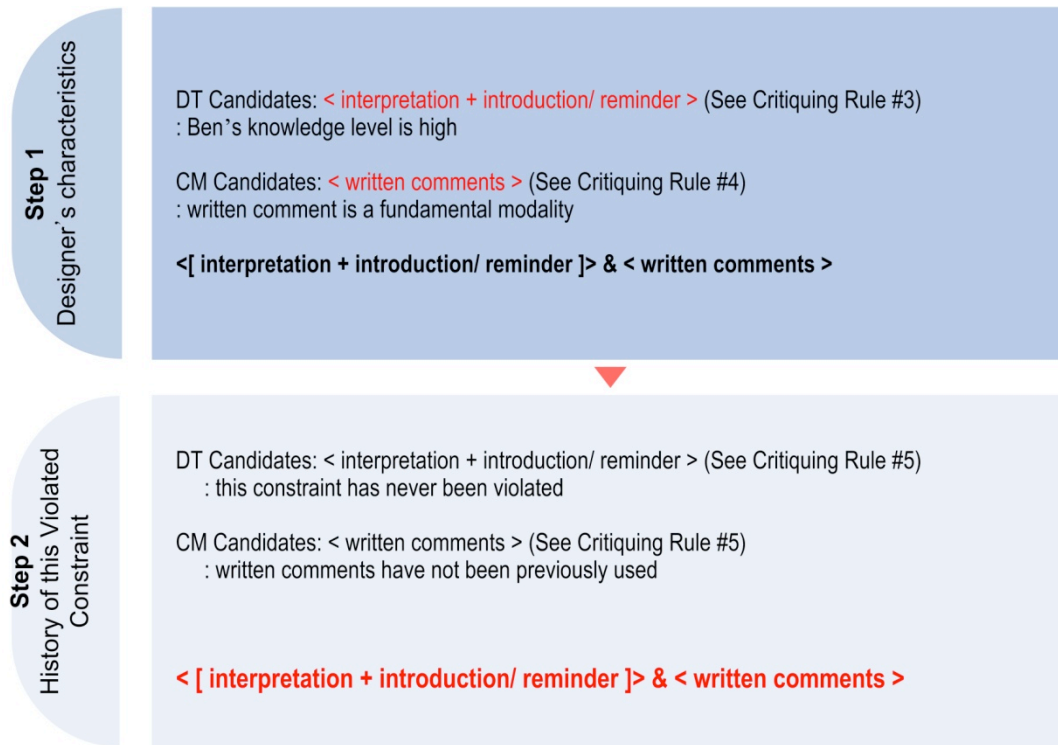 Step 1
Designer's characteristics
DT Candidates: < interpretation + introduction/ reminder > (See Critiquing Rule #3)
: Ben's knowledge level is high
CM Candidates: < written comments > (See Critiquing Rule #4)
: written comment is a fundamental modality
<[ interpretation + introduction/ reminder ]> & < written comments >
Step 2
History of this Violated
Constraint
DT Candidates: < interpretation + introduction/ reminder > (See Critiquing Rule #5)
: this constraint has never been violated
CM Candidates: < written comments > (See Critiquing Rule #5)
: written comments have not been previously used
< [ interpretation + introduction/ reminder ]> & < written comments >